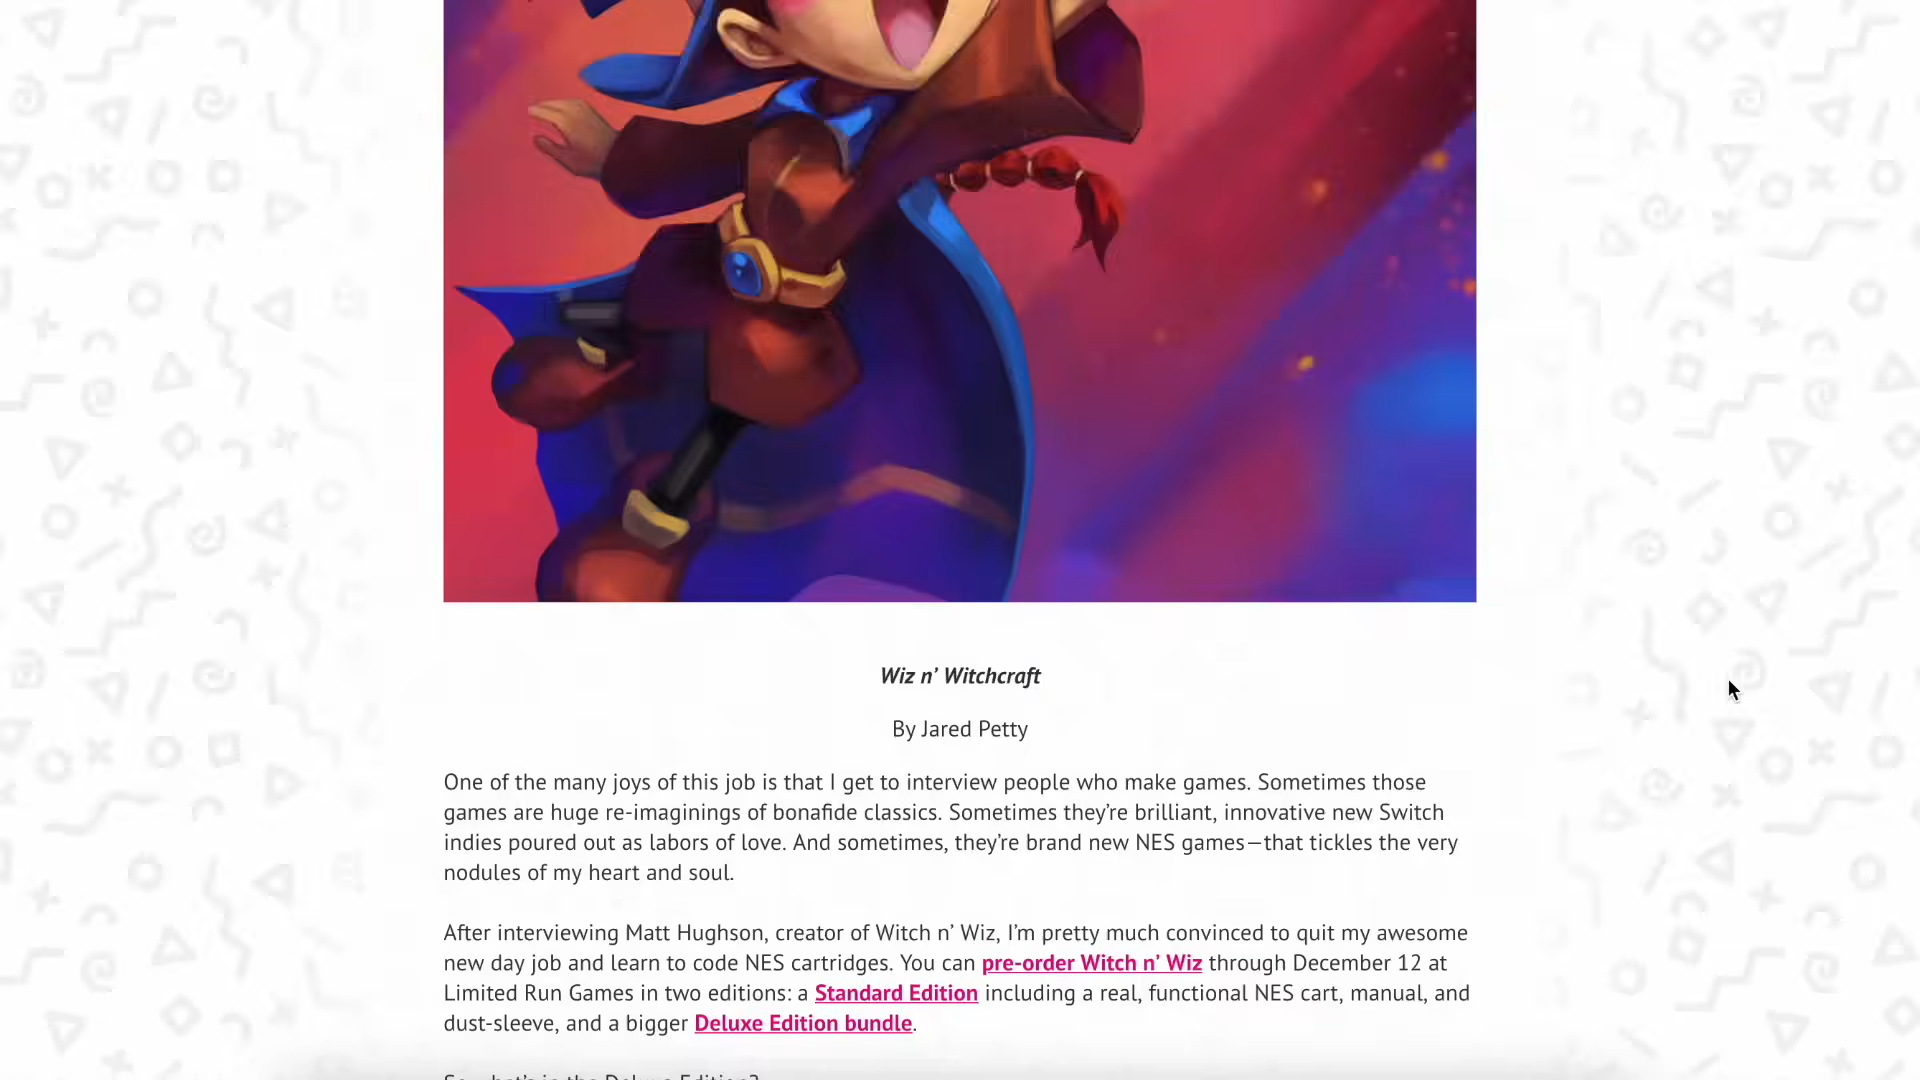 Wiz n’ Witchcraft
By Jared Petty
One of the many joys of this job is that I get to interview people who make games. Sometimes those
games are huge re-imaginings of bonafide classics. Sometimes they’re brilliant, innovative new Switch
indies poured out as labors of love. And sometimes, they’re brand new NES games—that tickles the very
nodules of my heart and soul.
After interviewing Matt Hughson, creator of Witch n’ Wiz, I’m pretty much convinced to quit my awesome
new day job and learn to code NES cartridges. You can pre-order Witch n’ Wiz through December 12 at
Limited Run Games in two editions: a Standard Edition including a real, functional NES cart, manual, and
dust-sleeve, and a bigger Deluxe Edition bundle.
in the Deluxe Edition?